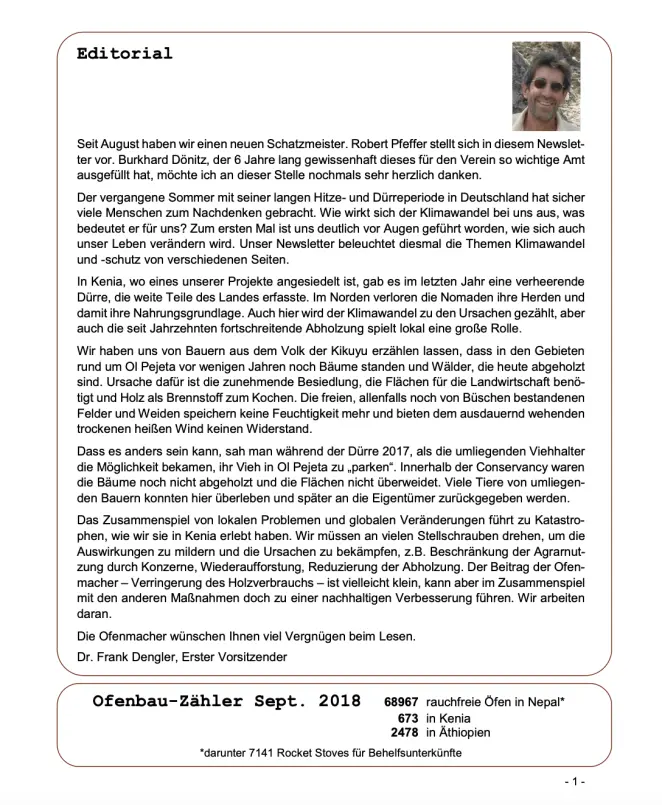 Editorial
Seit August haben wir einen neuen Schatzmeister. Robert Pfeffer stellt sich in diesem Newslet-
ter vor. Burkhard Dönitz, der 6 Jahre lang gewissenhaft dieses für den Verein so wichtige Amt
ausgefüllt hat, möchte ich an dieser Stelle nochmals sehr herzlich danken.
Der vergangene Sommer mit seiner langen Hitze- und Dürreperiode in Deutschland hat sicher
viele Menschen zum Nachdenken gebracht. Wie wirkt sich der Klimawandel bei uns aus, was
bedeutet er für uns? Zum ersten Mal ist uns deutlich vor Augen geführt worden, wie sich auch
unser Leben verändern wird. Unser Newsletter beleuchtet diesmal die Themen Klimawandel
und -schutz von verschiedenen Seiten.
In Kenia, wo eines unserer Projekte angesiedelt ist, gab es im letzten Jahr eine verheerende
Dürre, die weite Teile des Landes erfasste. Im Norden verloren die Nomaden ihre Herden und
damit ihre Nahrungsgrundlage. Auch hier wird der Klimawandel zu den Ursachen gezählt, aber
auch die seit Jahrzehnten fortschreitende Abholzung spielt lokal eine große Rolle.
Wir haben uns von Bauern aus dem Volk der Kikuyu erzählen lassen, dass in den Gebieten
rund um Ol Pejeta vor wenigen Jahren noch Bäume standen und Wälder, die heute abgeholzt
sind. Ursache dafür ist die zunehmende Besiedlung, die Flächen für die Landwirtschaft benö-
tigt und Holz als Brennstoff zum Kochen. Die freien, allenfalls noch von Büschen bestandenen
Felder und Weiden speichern keine Feuchtigkeit mehr und bieten dem ausdauernd wehenden
trockenen heißen Wind keinen Widerstand.
Dass es anders sein kann, sah man während der Dürre 2017, als die umliegenden Viehhalter
die Möglichkeit bekamen, ihr Vieh in Ol Pejeta zu „parken“. Innerhalb der Conservancy waren
die Bäume noch nicht abgeholzt und die Flächen nicht überweidet. Viele Tiere von umliegen-
den Bauern konnten hier überleben und später an die Eigentümer zurückgegeben werden.
Das Zusammenspiel von lokalen Problemen und globalen Veränderungen führt zu Katastro-
phen, wie wir sie in Kenia erlebt haben. Wir müssen an vielen Stellschrauben drehen, um die
Auswirkungen zu mildern und die Ursachen zu bekämpfen, z.B. Beschränkung der Agrarnut-
zung durch Konzerne, Wiederaufforstung, Reduzierung der Abholzung. Der Beitrag der Ofen-
macher – Verringerung des Holzverbrauchs – ist vielleicht klein, kann aber im Zusammenspiel
mit den anderen Maßnahmen doch zu einer nachhaltigen Verbesserung führen. Wir arbeiten
daran.
Die Ofenmacher wünschen Ihnen viel Vergnügen beim Lesen.
Dr. Frank Dengler, Erster Vorsitzender
Ofenbau-Zähler Sept. 2018 68967 rauchfreie Öfen in Nepal*
673 in Kenia
2478 in Äthiopien
*darunter 7141 Rocket Stoves für Behelfsunterkünfte
- 1 -